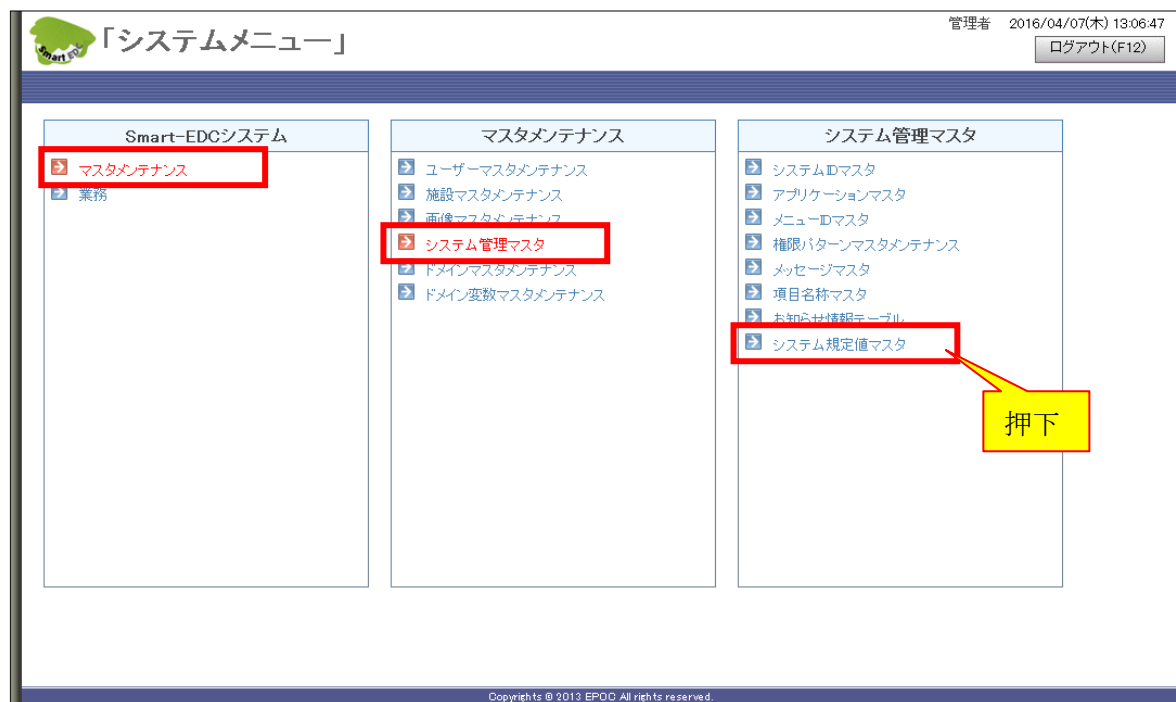 Smart EDC
「システムメニュー」
管理者 2016/04/07(木) 13:06:47
ログアウト(F12)
Smart-EDCシステム
マスタメンテナンス
業務
マスタメンテナンス
ユーザーマスタメンテナンス
施設マスタメンテナンス
画像マスタメンテナンス
システム管理マスタ
ドメインマスタメンテナンス
ドメイン変数マスタメンテナンス
システム管理マスタ
システムIDマスタ
アプリケーションマスタ
メニューIDマスタ
権限パターンマスタメンテナンス
メッセージマスタ
項目名称マスタ
お知らせ情報テーブル
システム規定値マスタ
押下
Copyrights © 2013 EPOC All rights reserved.